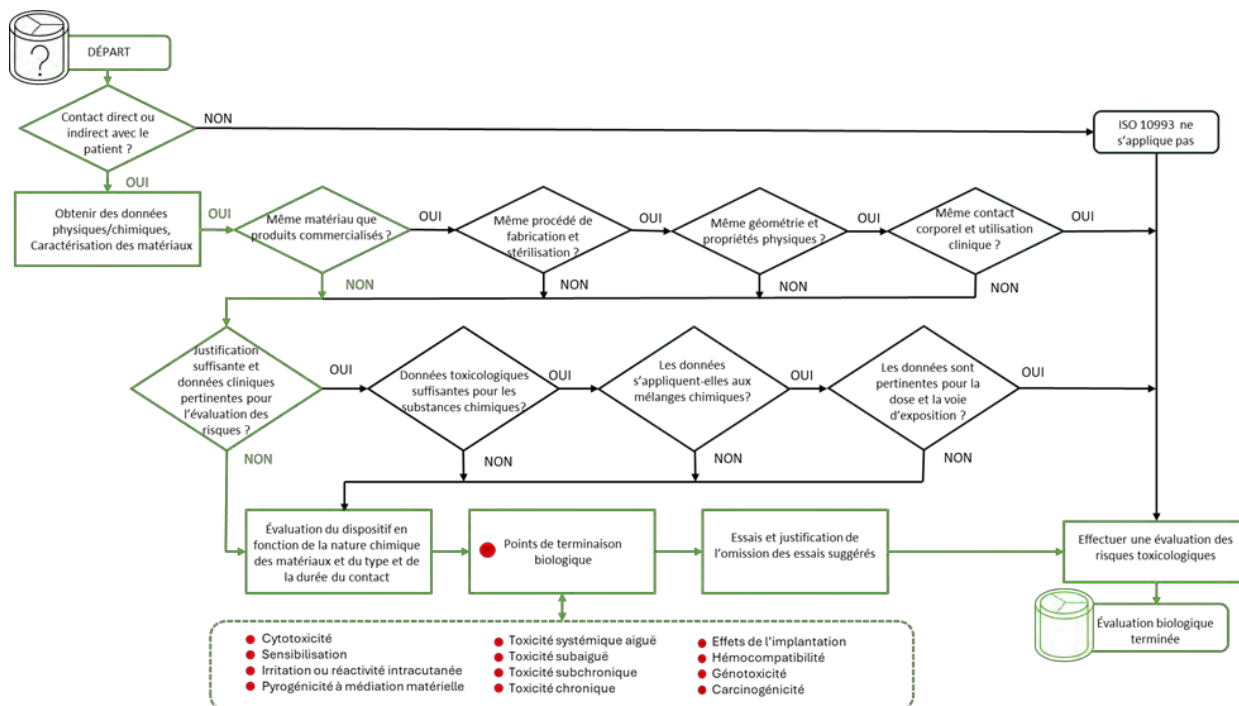 ?
DÉPART
Contact direct ou
indirect avec le
patient ?
NON
ISO 10993 ne
s'applique pas
OUI
Obtenir des données
physiques/chimiques,
Caractérisation des matériaux
OUI
Même matériau que
produits commercialisés ?
OUI
Même procédé de
fabrication et
stérilisation ?
OUI
Même géométrie et
propriétés physiques ?
OUI
Même contact
corporel et utilisation
clinique ?
OUI
NON
NON
NON
NON
Justification
suffisante et
données cliniques
pertinentes pour
l'évaluation des
risques ?
OUI
Données toxicologiques
suffisantes pour les
substances chimiques?
OUI
Les données
s'appliquent-elles aux
mélanges chimiques?
OUI
Les données sont
pertinentes pour la
dose et la voie
d'exposition ?
OUI
NON
NON
NON
NON
Évaluation du dispositif en
fonction de la nature chimique
des matériaux et du type et de
la durée du contact
Points de terminaison
biologique
Essais et justification de
l'omission des essais suggérés
Effectuer une évaluation des
risques toxicologiques
Évaluation biologique
terminée
Cytotoxicité
Sensibilisation
Irritation ou réactivité intracutanée
Pyrogénicité à médiation matérielle
Toxicité systémique aiguë
Toxicité subaiguë
Toxicité subchronique
Toxicité chronique
Effets de l'implantation
Hémocompatibilité
Génotoxicité
Carcinogénicité